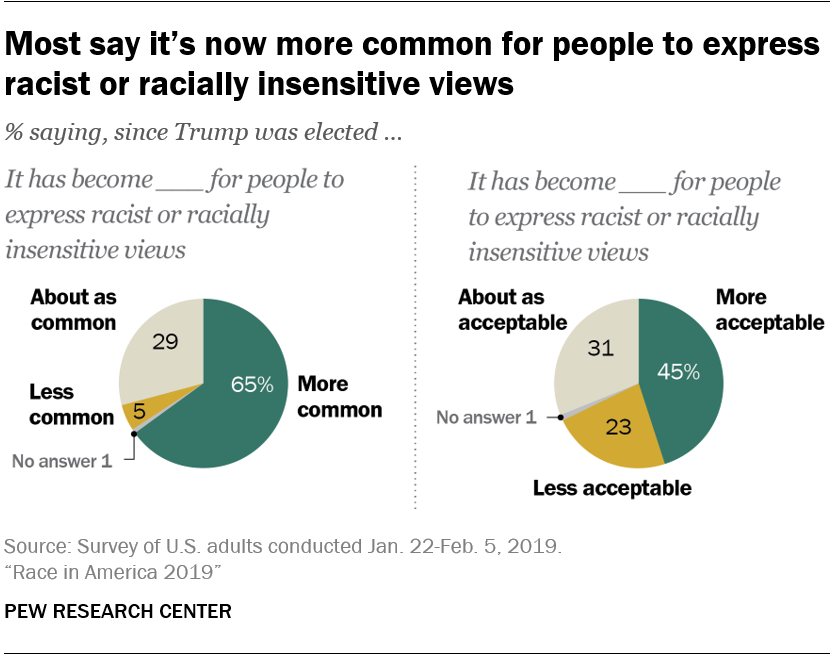 Most say it's now more common for people to express
racist or racially insensitive views
% saying, since Trump was elected ...
It has become ___ for people to
express racist or racially
insensitive views
About as
common
29
65%
More
common
Less
common
5
No answer 1
It has become ___ for people
to express racist or racially
insensitive views
About as
acceptable
31
More
acceptable
45%
No answer 1
23
Less acceptable
Source: Survey of U.S. adults conducted Jan. 22-Feb. 5, 2019.
“Race in America 2019”
PEW RESEARCH CENTER